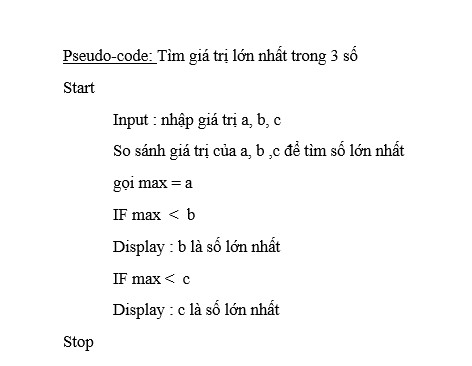 Pseudo-code: Tìm giá trị lớn nhất trong 3 số
Start
Input : nhập giá trị a, b, c
So sánh giá trị của a, b ,c để tìm số lớn nhất
gọi max = a
IF max < b
Display : b là số lớn nhất
IF max < c
Display : c là số lớn nhất
Stop